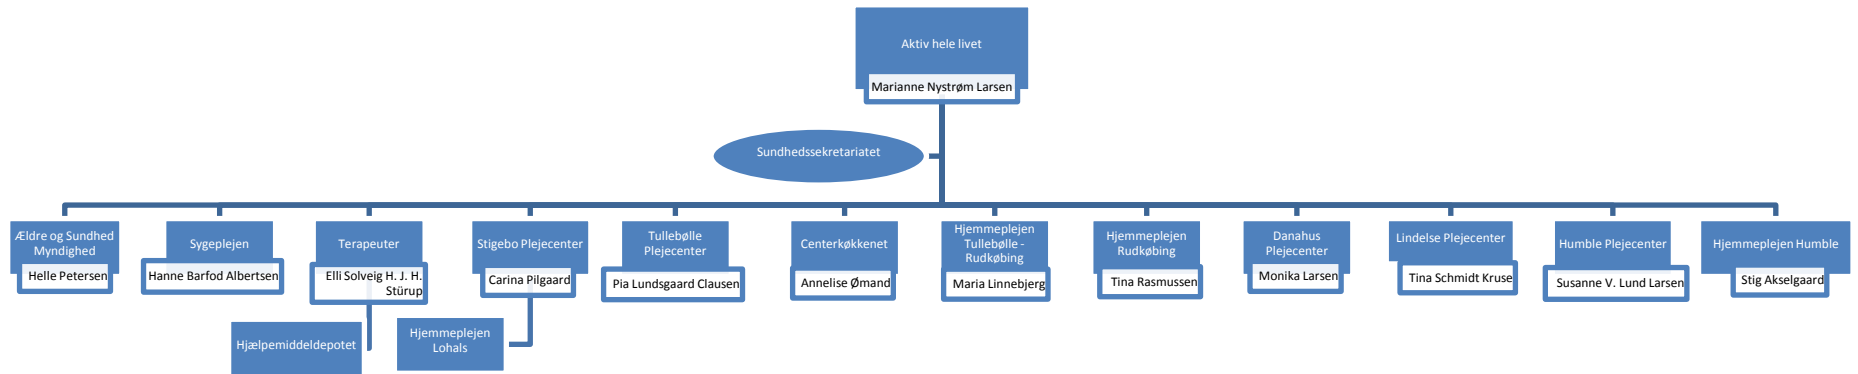 Aktiv hele livet
Marianne Nystrøm Larsen
Sundhedssekretariatet
Ældre og Sundhed
Myndighed
Helle Petersen
Sygeplejen
Hanne Barfod Albertsen
Terapeuter
Elli Solveig H. J. H.
Stürup
Hjælpemiddeldepotet
Stigebo Plejecenter
Carina Pilgaard
Hjemmeplejen
Lohals
Tullebølle
Plejecenter
Pia Lundsgaard Clausen
Centerkøkkenet
Annelise Ømand
Hjemmeplejen
Tullebølle -
Rudkøbing
Maria Linnebjerg
Hjemmeplejen
Rudkøbing
Tina Rasmussen
Danahus
Plejecenter
Monika Larsen
Lindelse Plejecenter
Tina Schmidt Kruse
Humble Plejecenter
Susanne V. Lund Larsen
Hjemmeplejen Humble
Stig Akselgaard